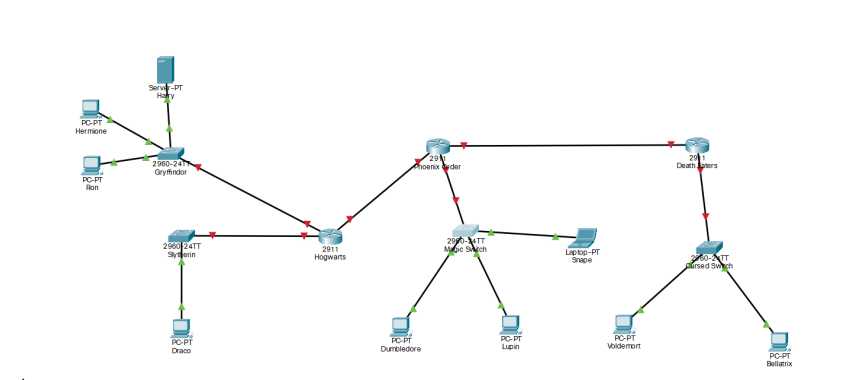 Server-PT
Harry
PC-PT
Hermione
2960-24TT
Gryffindor
PC-PT
Ron
2911
Phoenix Order
2911
Death Eaters
2960-24TT
Slytherin
2911
Hogwarts
2960-24TT
Magic Switch
Laptop-PT
Snape
2960-24TT
Cursed Switch
PC-PT
Draco
PC-PT
Dumbledore
PC-PT
Lupin
PC-PT
Voldemort
PC-PT
Bellatrix